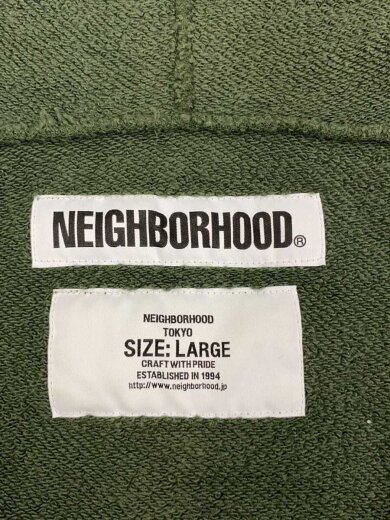 NEIGHBORHOOD®
NEIGHBORHOOD
TOKYO
SIZE: LARGE
CRAFT WITH PRIDE
ESTABLISHED IN 1994
http://www.neighborhood.jp